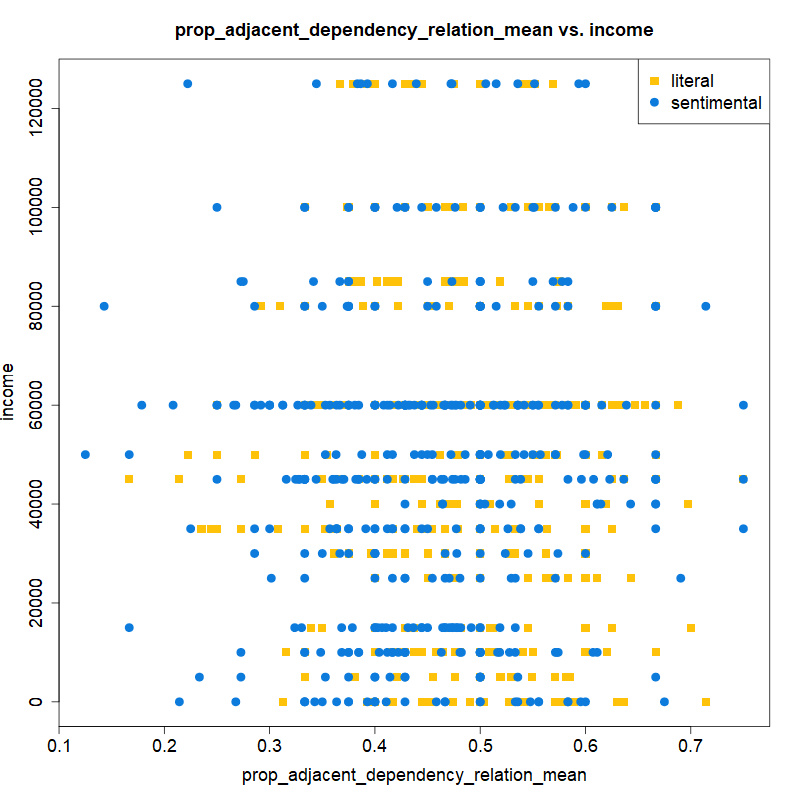 prop_adjacent_dependency_relation_mean vs. income
literal
sentimental
income
120000
100000
80000
60000
40000
20000
0
0.1 0.2 0.3 0.4 0.5 0.6 0.7
prop_adjacent_dependency_relation_mean